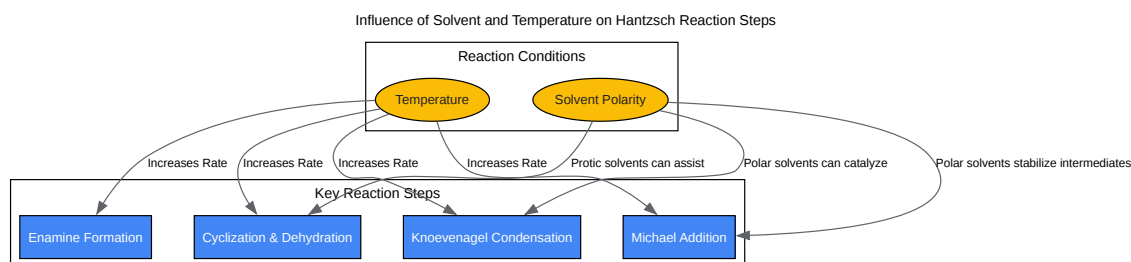 Influence of Solvent and Temperature on Hantzsch Reaction Steps
Reaction Conditions
Temperature
Solvent Polarity
Increases Rate
Increases Rate
Increases Rate
Increases Rate
Protic solvents can assist
Polar solvents can catalyze
Polar solvents stabilize intermediates
Key Reaction Steps
Enamine Formation
Cyclization & Dehydration
Knoevenagel Condensation
Michael Addition